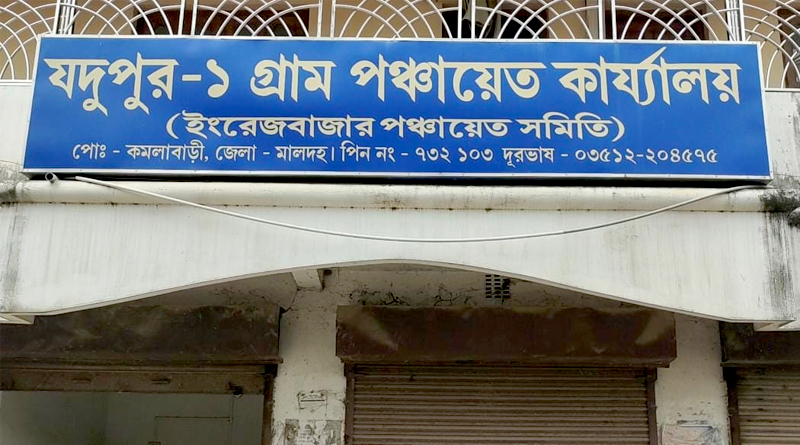 যদুপুর-১ গ্রাম পঞ্চায়েত কার্য্যালয়
(ইংরেজবাজার পঞ্চায়েত সমিতি)
পোঃ - কমলাবাড়ী, জেলা - মালদহ। পিন নং - ৭৩২ ১০৩ দূরভাষ - ০৩৫১২-২০৪৫৭৫